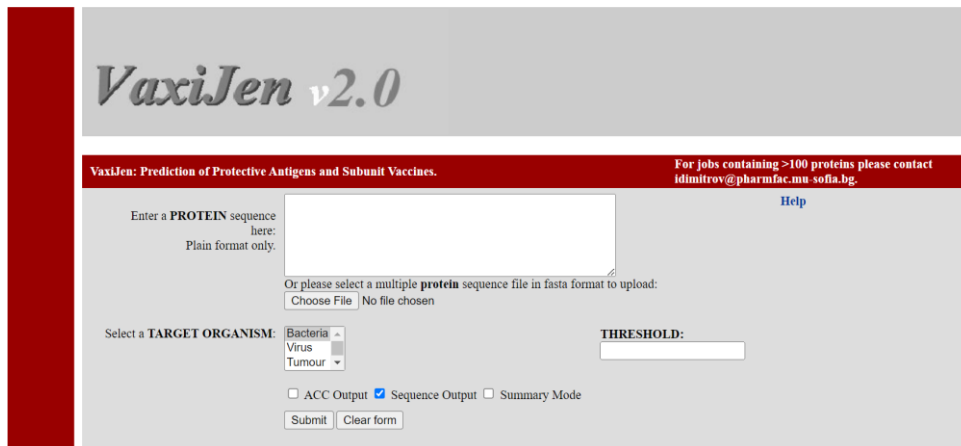 VaxiJen v2.0
VaxiJen: Prediction of Protective Antigens and Subunit Vaccines.
For jobs containing >100 proteins please contact
idimitrov@pharmfac.mu-sofia.bg.
Help
Enter a PROTEIN sequence
here:
Plain format only.
Or please select a multiple protein sequence file in fasta format to upload:
Choose File No file chosen
Select a TARGET ORGANISM:
Bacteria
Virus
Tumour
THRESHOLD:
ACC Output Sequence Output Summary Mode
Submit Clear form